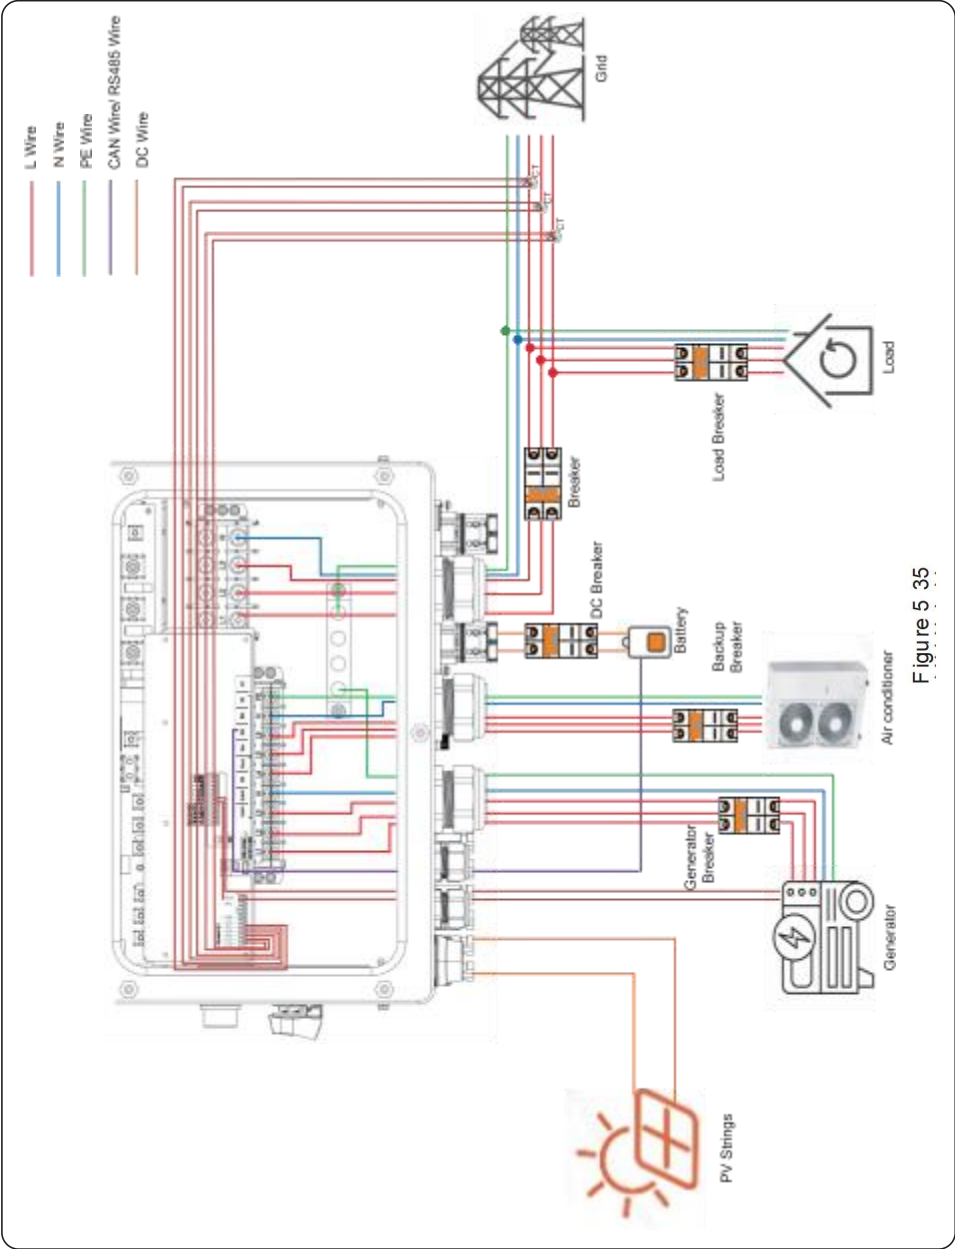 L Wire
N Wire
PE Wire
CAN Wire/ RS485 Wire
DC Wire
Grid
CT
CT
CT
Load
Load Breaker
Breaker
DC Breaker
Battery
Backup
Breaker
Air conditioner
Generator
Breaker
Generator
PV Strings
Figure 5 35